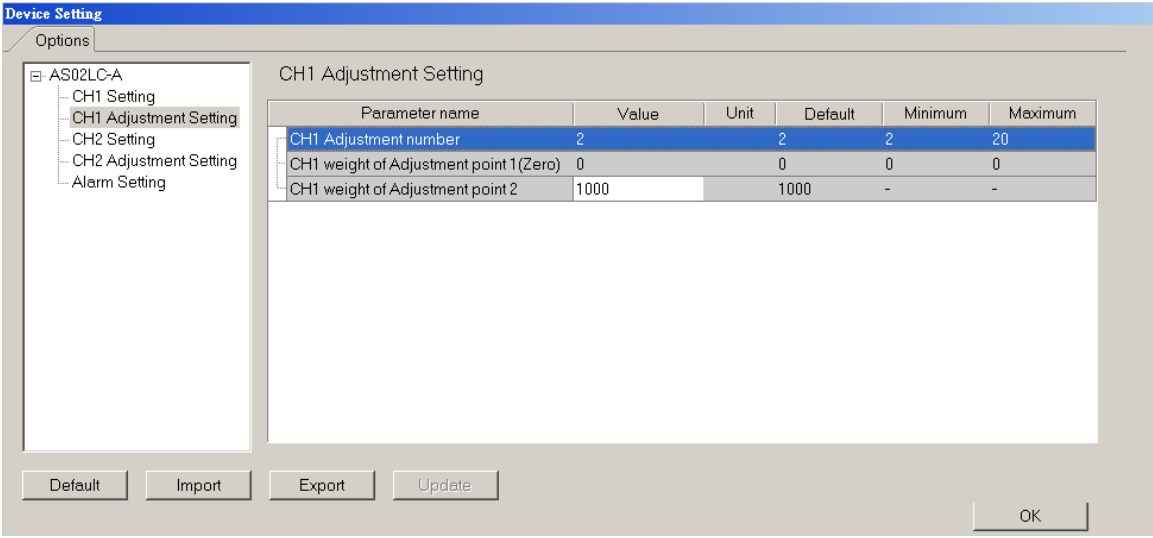 Device Setting
Options
AS02LC-A
CH1 Setting
CH1 Adjustment Setting
CH2 Setting
CH2 Adjustment Setting
Alarm Setting
CH1 Adjustment Setting
Parameter name Value Unit Default Minimum Maximum
CH1 Adjustment number 2 2 2 20
CH1 weight of Adjustment point 1(Zero) 0 0 0 0
CH1 weight of Adjustment point 2 1000 1000 - -
Default Import Export Update
OK